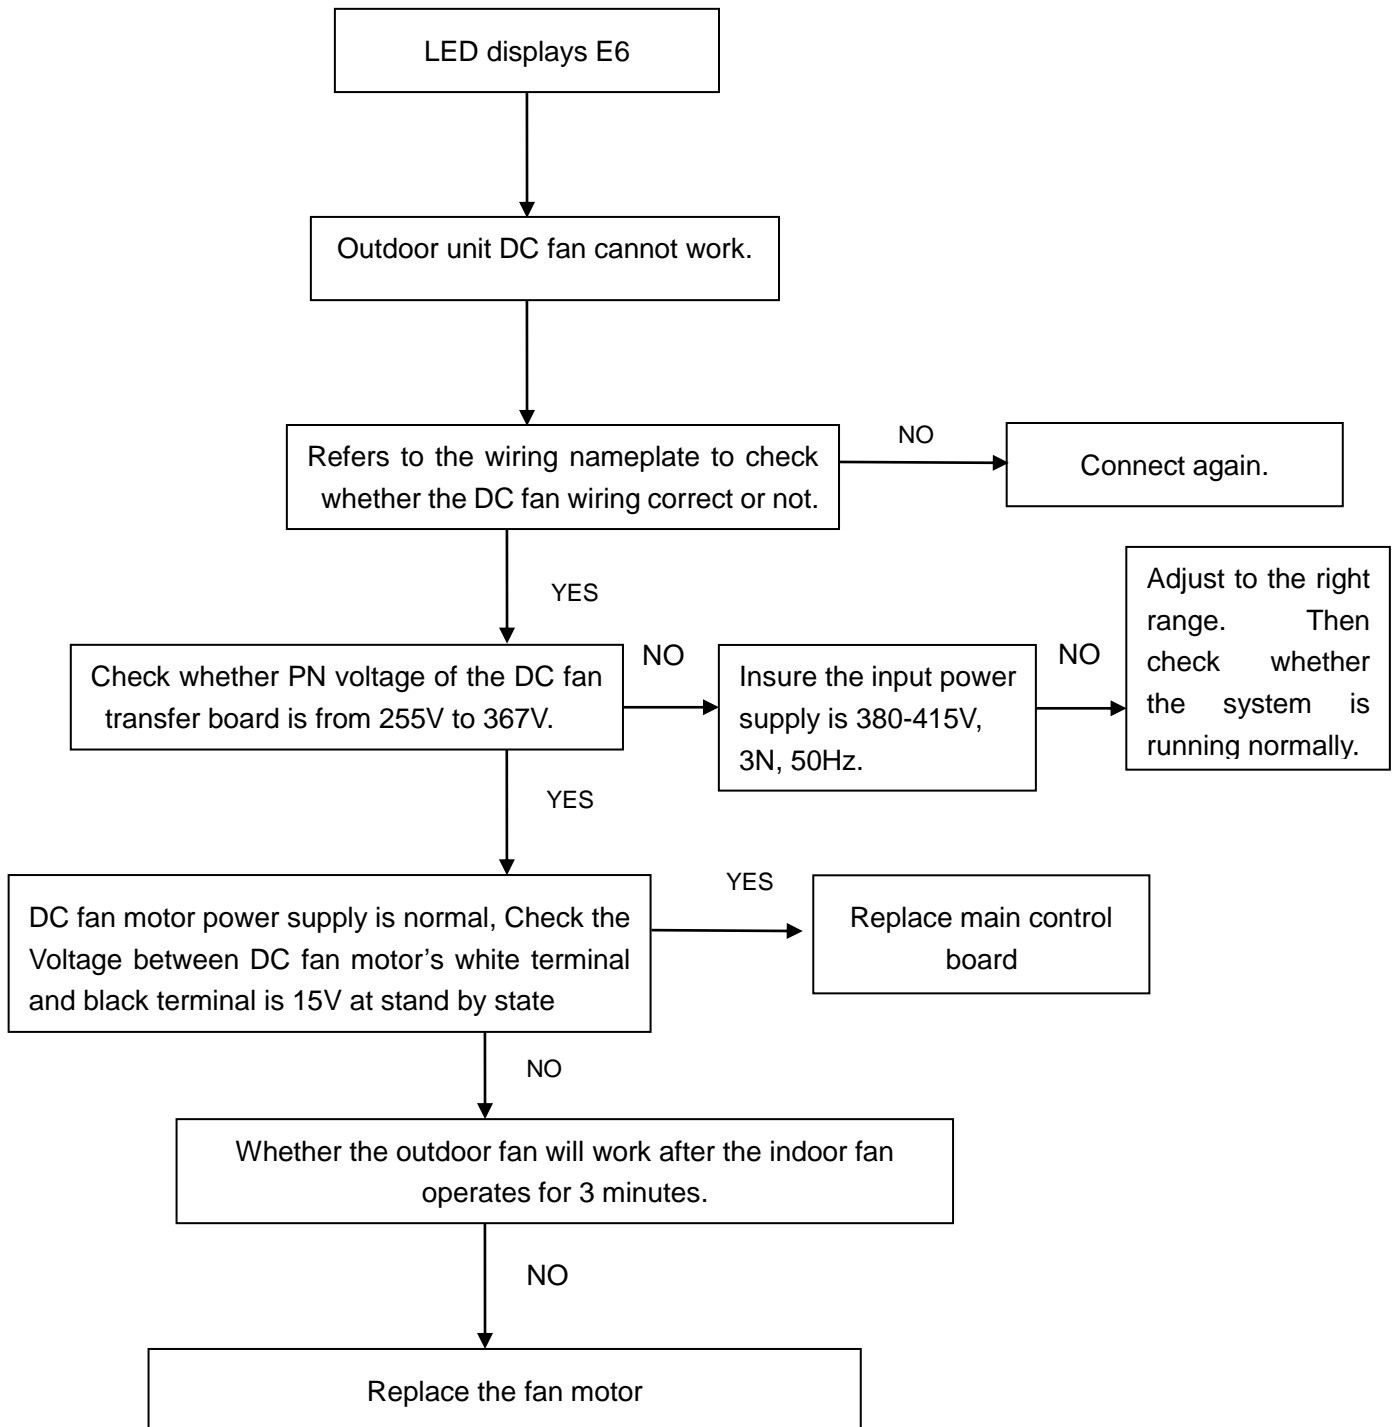 LED displays E6
Outdoor unit DC fan cannot work.
Refers to the wiring nameplate to check
whether the DC fan wiring correct or not.
NO
Connect again.
YES
Check whether PN voltage of the DC fan
transfer board is from 255V to 367V.
NO
Insure the input power
supply is 380-415V,
3N, 50Hz.
NO
Adjust to the right
range. Then
check whether
the system is
running normally.
YES
DC fan motor power supply is normal, Check the
Voltage between DC fan motor’s white terminal
and black terminal is 15V at stand by state
YES
Replace main control
board
NO
Whether the outdoor fan will work after the indoor fan
operates for 3 minutes.
NO
Replace the fan motor